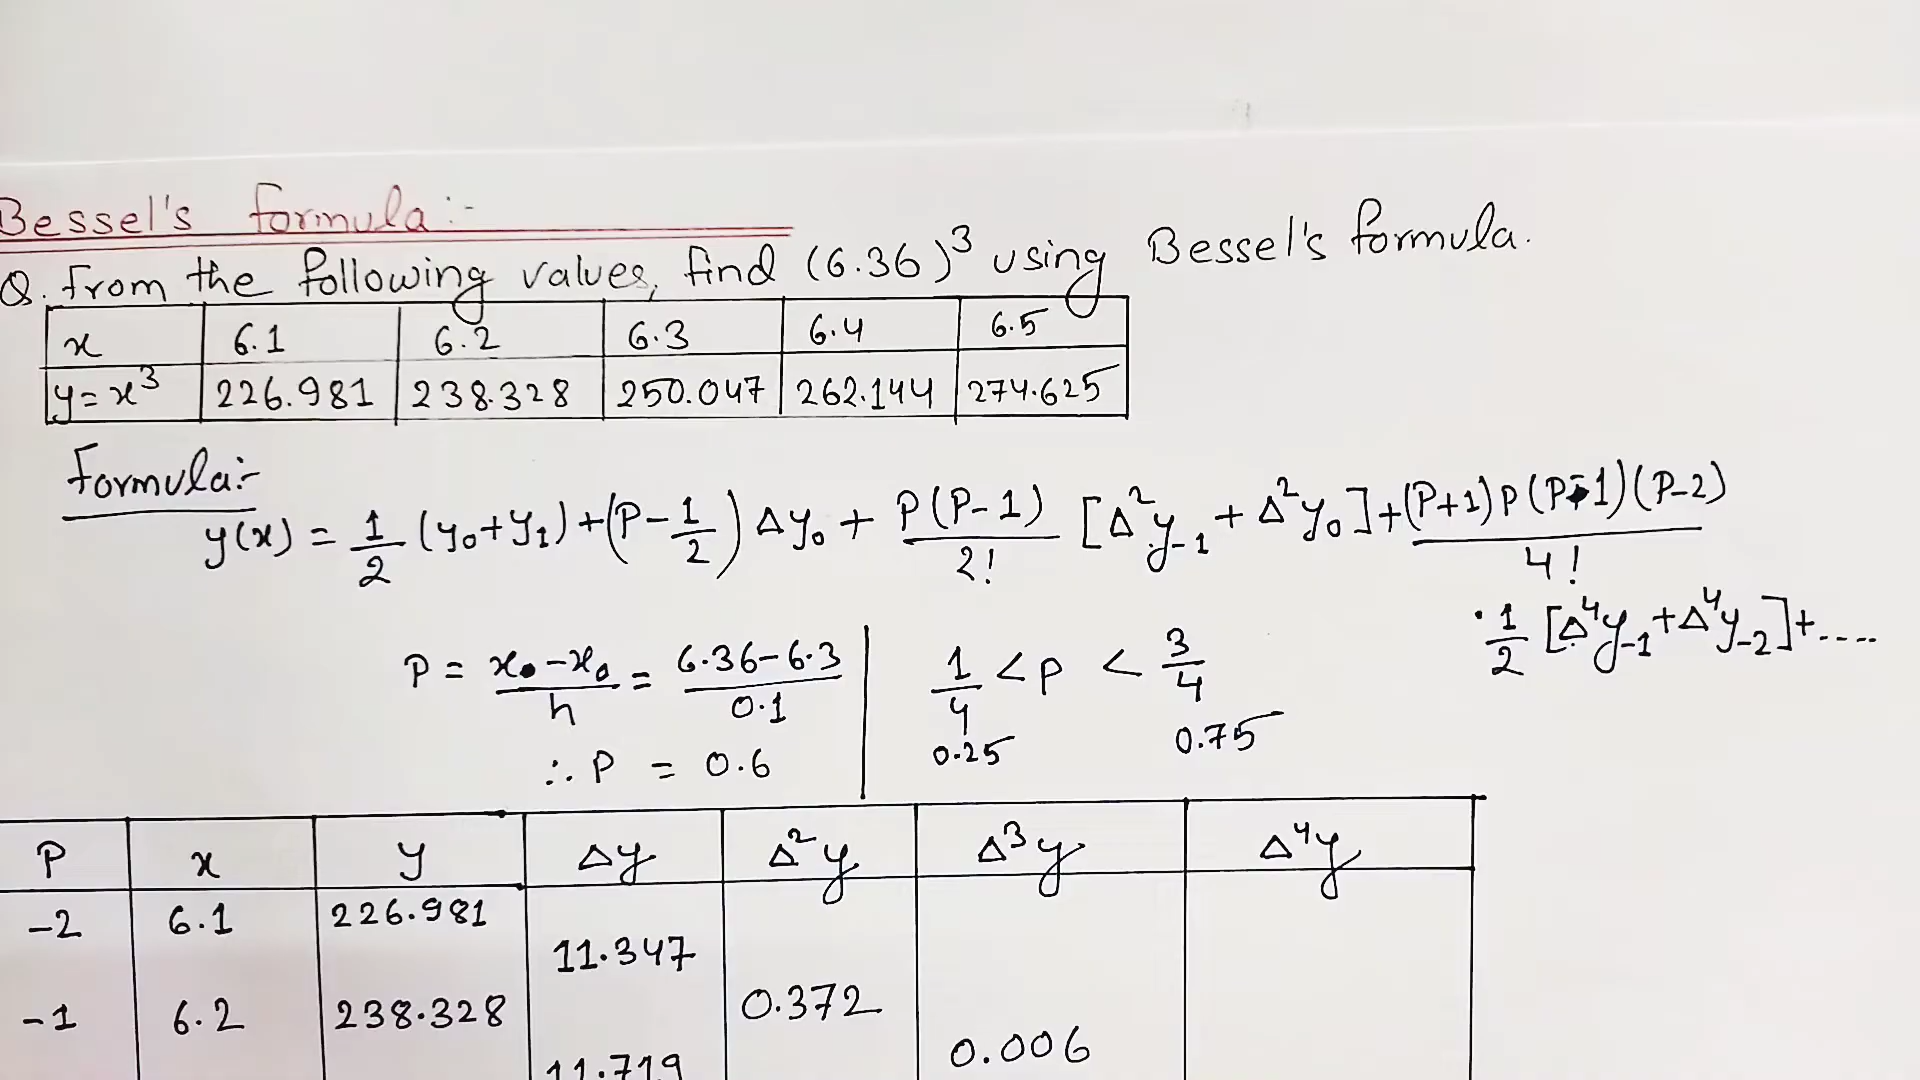 Bessel's formula:-
Q. From the following values, find (6.36)³ using Bessel's formula.
x 6.1 6.2 6.3 6.4 6.5
y=x³ 226.981 238.328 250.047 262.144 274.625
Formula:-
y(x) = 1/2 (y₀+y₁) + (P-1/2) Δy₀ + P(P-1)/2! [Δ²y₋₁ + Δ²y₀] + (P+1)P(P-1)(P-2)/4!
· 1/2 [Δ⁴y₋₁+Δ⁴y₋₂]+....
P = x₀-x₀/h = 6.36-6.3/0.1
1/4 < P < 3/4
0.25 0.75
∴ P = 0.6
P x y Δy Δ²y Δ³y Δ⁴y
-2 6.1 226.981
11.347
-1 6.2 238.328 0.372
11.719 0.006